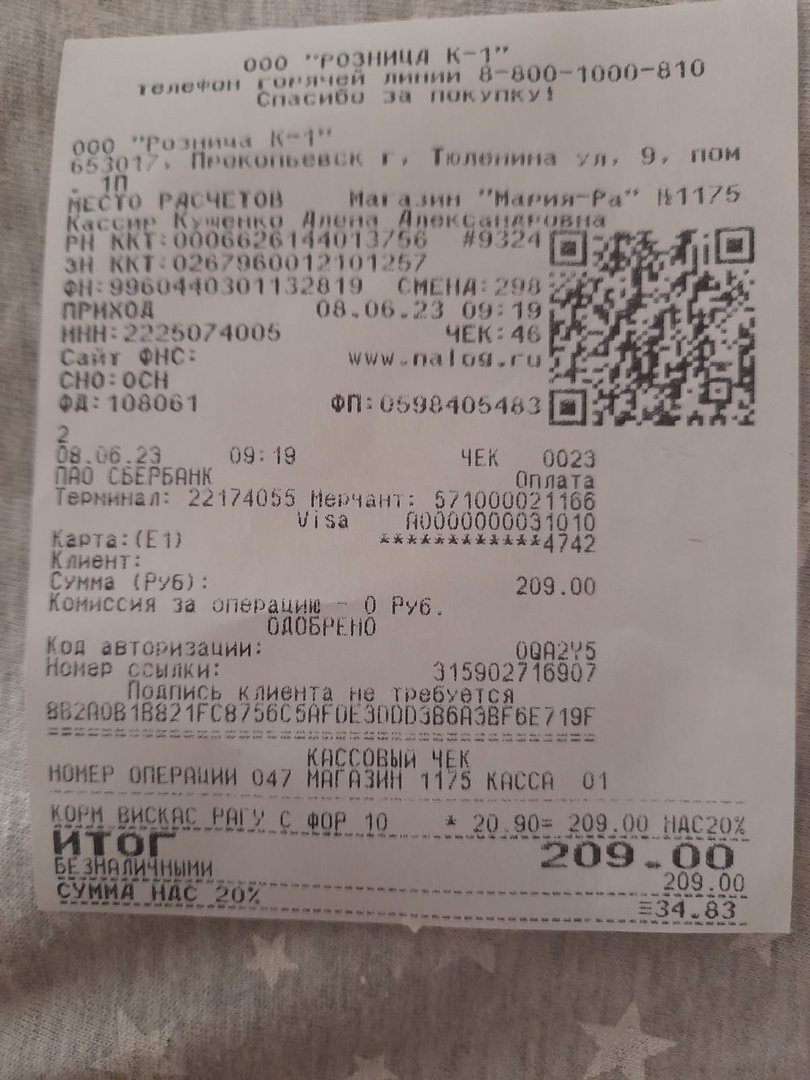 ООО "РОЗНИЦА К-1"
телефон горячей линии 8-800-1000-810
Спасибо за покупку!
ООО "Розница К-1"
653017, Прокопьевск г, Тюленина ул, 9, пом
. 1П
МЕСТО РАСЧЕТОВ Магазин "Мария-Ра" №1175
Кассир Куценко Алена Александровна
РН ККТ:0006626144013756 #9324
ЗН ККТ:0267960012101257
ФН:9960440301132819 СМЕНА:298
ПРИХОД 08.06.23 09:19
ИНН:2225074005 ЧЕК:46
Сайт ФНС: www.nalog.ru
СНО:ОСН
ФД:108061 ФП:0598405483
2
08.06.23 09:19 ЧЕК 0023
ПАО СБЕРБАНК Оплата
Терминал: 22174055 Мерчант: 571000021166
Visa A0000000031010
Карта:(E1) ************4742
Клиент:
Сумма (Руб): 209.00
Комиссия за операцию - 0 Руб.
ОДОБРЕНО
Код авторизации: 0QA2Y5
Номер ссылки: 315902716907
Подпись клиента не требуется
8B2A0B1B821FC8756C5AFDE3DDD3B6A3BF6E719F
КАССОВЫЙ ЧЕК
НОМЕР ОПЕРАЦИИ 047 МАГАЗИН 1175 КАССА 01
КОРМ ВИСКАС РАГУ С ФОР 10 * 20.90= 209.00 НДС20%
ИТОГ 209.00
БЕЗНАЛИЧНЫМИ 209.00
СУММА НДС 20% =34.83